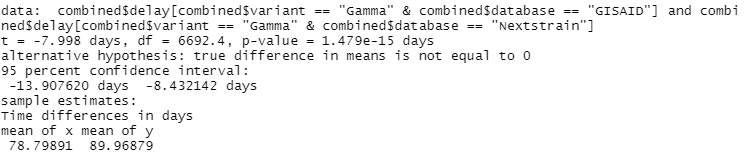 data:  combined$delay[combined$variant == "Gamma" & combined$database == "GISAID"] and combi
ned$delay[combined$variant == "Gamma" & combined$database == "Nextstrain"]
t = -7.998 days, df = 6692.4, p-value = 1.479e-15 days
alternative hypothesis: true difference in means is not equal to 0
95 percent confidence interval:
 -13.907620 days  -8.432142 days
sample estimates:
Time differences in days
mean of x mean of y
 78.79891  89.96879